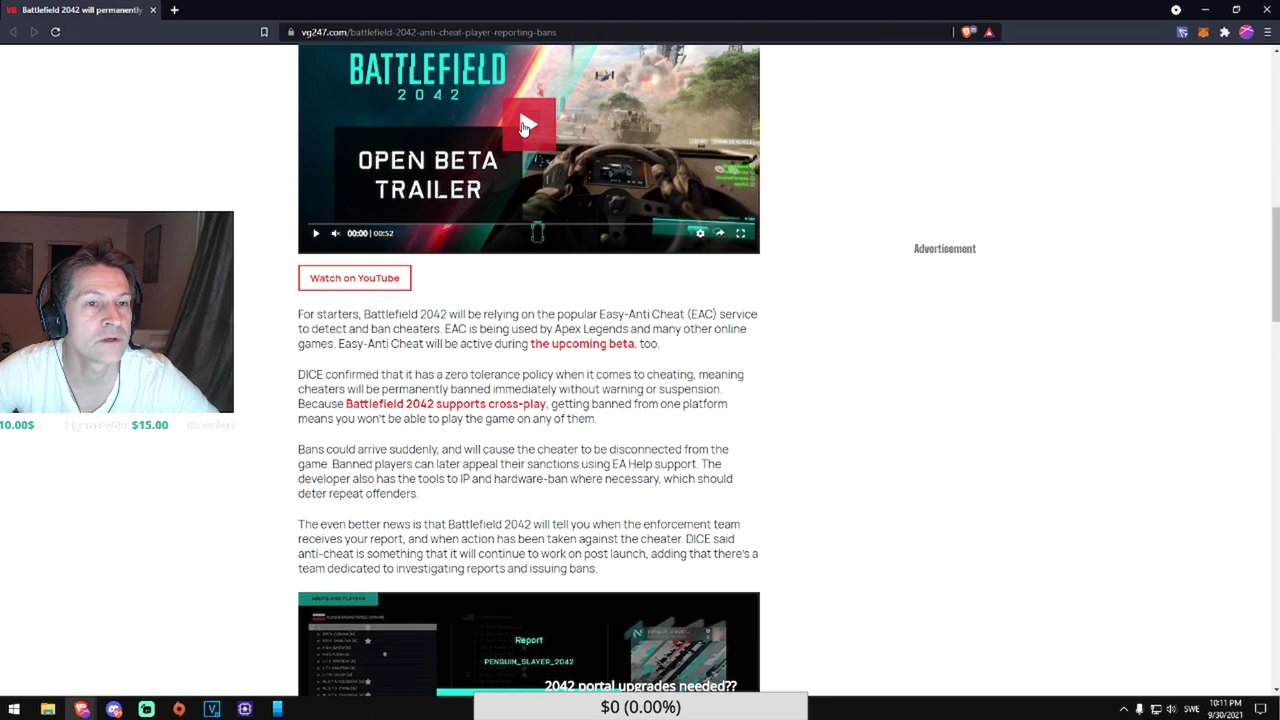 Battlefield 2042 will permanently
vg247.com/battlefield-2042-anti-cheat-player-reporting-bans
BATTLEFIELD
2042
OPEN BETA
TRAILER
00:00 | 00:52
Watch on YouTube
Advertisement
For starters, Battlefield 2042 will be relying on the popular Easy-Anti Cheat (EAC) service
to detect and ban cheaters. EAC is being used by Apex Legends and many other online
games. Easy-Anti Cheat will be active during the upcoming beta, too.
DICE confirmed that it has a zero tolerance policy when it comes to cheating, meaning
cheaters will be permanently banned immediately without warning or suspension.
Because Battlefield 2042 supports cross-play, getting banned from one platform
means you won't be able to play the game on any of them.
10.00$
$15.00
Bans could arrive suddenly, and will cause the cheater to be disconnected from the
game. Banned players can later appeal their sanctions using EA Help support. The
developer also has the tools to IP and hardware-ban where necessary, which should
deter repeat offenders.
The even better news is that Battlefield 2042 will tell you when the enforcement team
receives your report, and when action has been taken against the cheater. DICE said
anti-cheat is something that it will continue to work on post launch, adding that there's a
team dedicated to investigating reports and issuing bans.
Report
PENGUIN_SLAYER_2042
2042 portal upgrades needed??
$0 (0.00%)
SWE
10:11 PM
9/30/2021